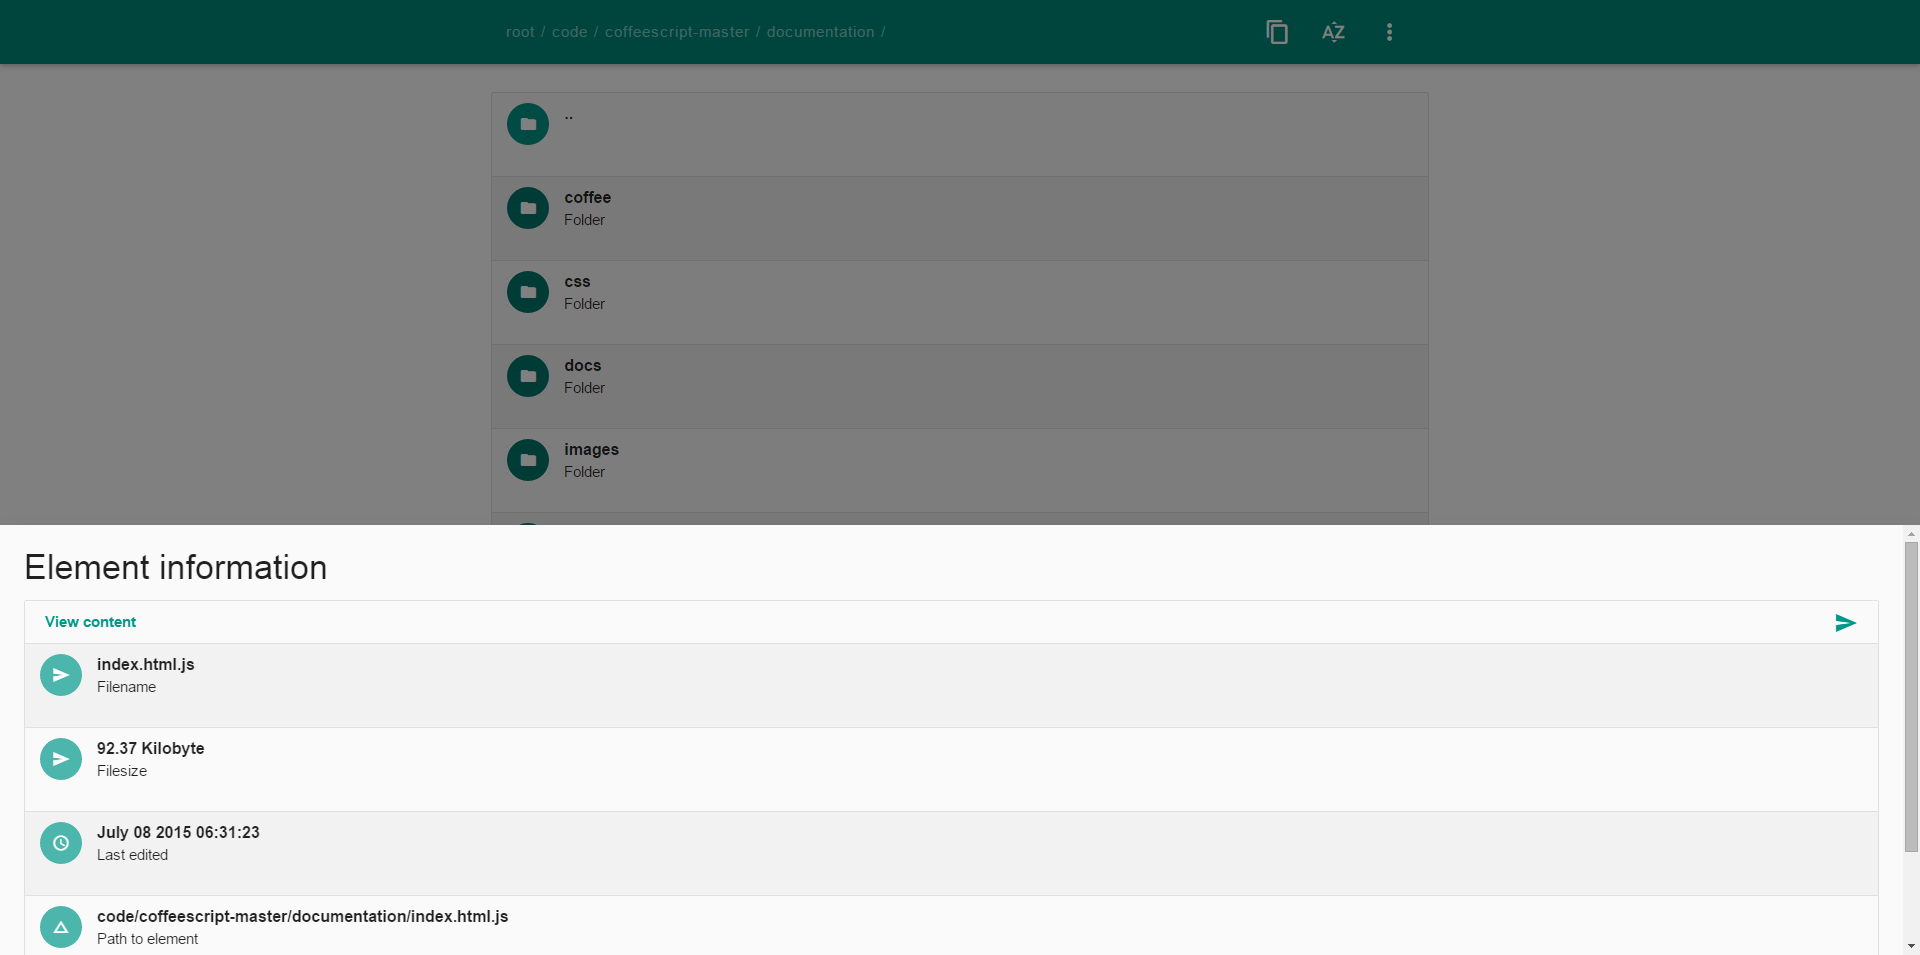 root / code / coffeescript-master / documentation /
AZ
..
coffee
Folder
css
Folder
docs
Folder
images
Folder
Element information
View content
index.html.js
Filename
92.37 Kilobyte
Filesize
July 08 2015 06:31:23
Last edited
code/coffeescript-master/documentation/index.html.js
Path to element